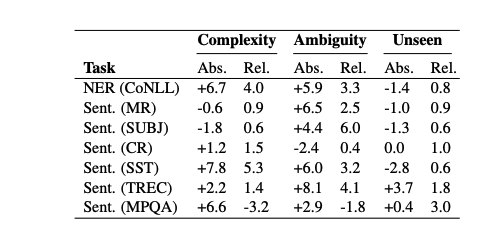 Complexity Ambiguity Unseen
Task Abs. Rel. Abs. Rel. Abs. Rel.
NER (CoNLL) +6.7 4.0 +5.9 3.3 -1.4 0.8
Sent. (MR) -0.6 0.9 +6.5 2.5 -1.0 0.9
Sent. (SUBJ) -1.8 0.6 +4.4 6.0 -1.3 0.6
Sent. (CR) +1.2 1.5 -2.4 0.4 0.0 1.0
Sent. (SST) +7.8 5.3 +6.0 3.2 -2.8 0.6
Sent. (TREC) +2.2 1.4 +8.1 4.1 +3.7 1.8
Sent. (MPQA) +6.6 -3.2 +2.9 -1.8 +0.4 3.0